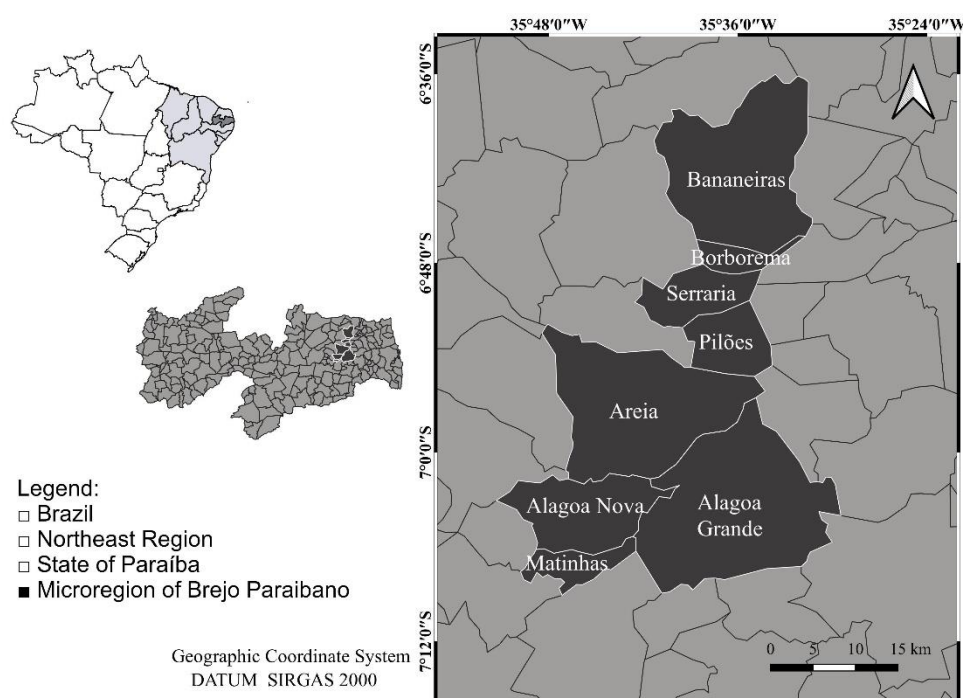 35°48'0"W 35°36'0"W 35°24'0"W
6°36'0"S
6°48'0"S
7°0'0"S
7°12'0"S
Bananeiras
Borborema
Serraria
Pilões
Areia
Alagoa Nova
Alagoa
Grande
Matinhas
Legend:
Brazil
Northeast Region
State of Paraíba
Microregion of Brejo Paraibano
Geographic Coordinate System
DATUM SIRGAS 2000
0 5 10 15 km